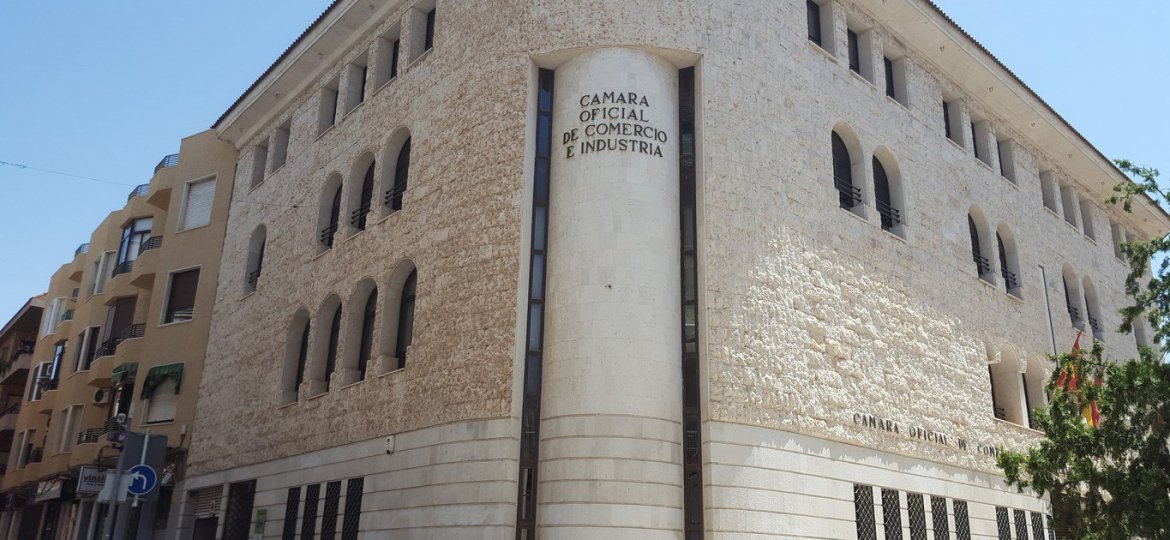 CAMARA
OFICIAL
DE COMERCIO
E INDUSTRIA
CAMARA OFICIAL DE